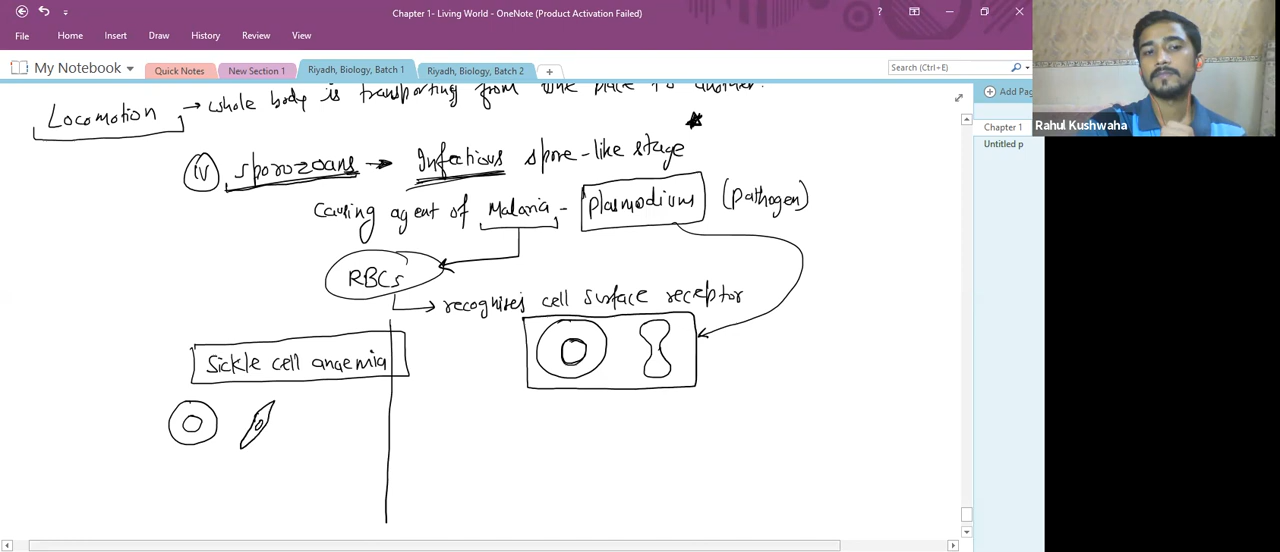 Chapter 1- Living World - OneNote (Product Activation Failed)
?
File Home Insert Draw History Review View
My Notebook
Quick Notes
New Section 1
Riyadh, Biology, Batch 1
Riyadh, Biology, Batch 2
Search (Ctrl+E)
Add Pag
Chapter 1
Untitled p
Rahul Kushwaha
Locomotion → whole body is transporting from one place to another.
iv Sporozoans → Infectious spore-like stage
Causing agent of Malaria - Plasmodium (pathogen)
RBCs
→ recognises cell surface receptor
Sickle cell anaemia